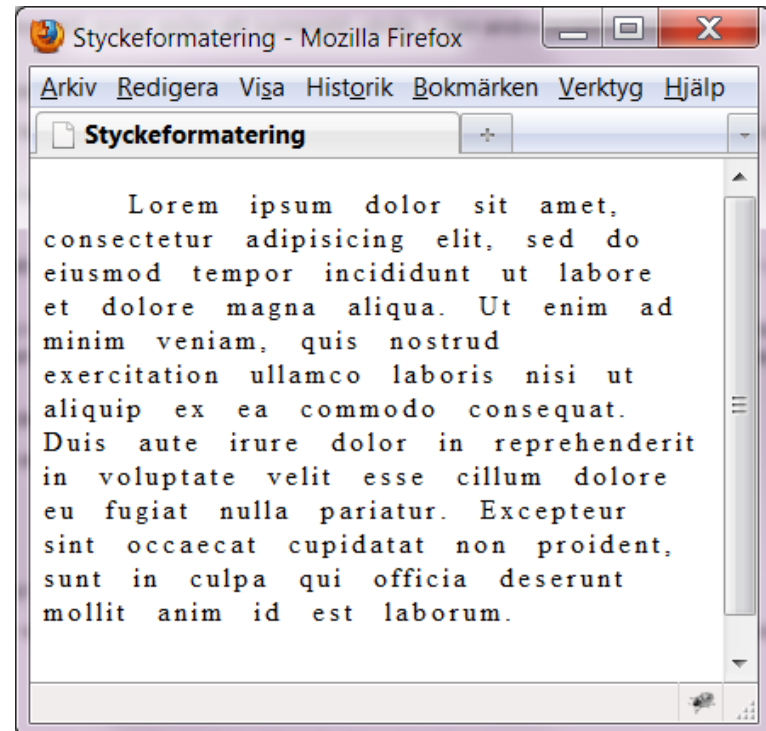 Styckeformatering - Mozilla Firefox
Arkiv Redigera Visa Historik Bokmärken Verktyg Hjälp
Styckeformatering
Lorem ipsum dolor sit amet,
consectetur adipisicing elit, sed do
eiusmod tempor incididunt ut labore
et dolore magna aliqua. Ut enim ad
minim veniam, quis nostrud
exercitation ullamco laboris nisi ut
aliquip ex ea commodo consequat.
Duis aute irure dolor in reprehenderit
in voluptate velit esse cillum dolore
eu fugiat nulla pariatur. Excepteur
sint occaecat cupidatat non proident,
sunt in culpa qui officia deserunt
mollit anim id est laborum.